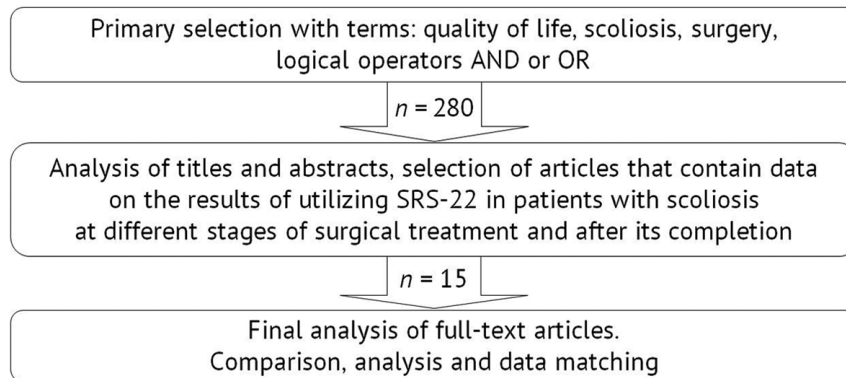 Primary selection with terms: quality of life, scoliosis, surgery,
logical operators AND or OR
n = 280
Analysis of titles and abstracts, selection of articles that contain data
on the results of utilizing SRS-22 in patients with scoliosis
at different stages of surgical treatment and after its completion
n = 15
Final analysis of full-text articles.
Comparison, analysis and data matching